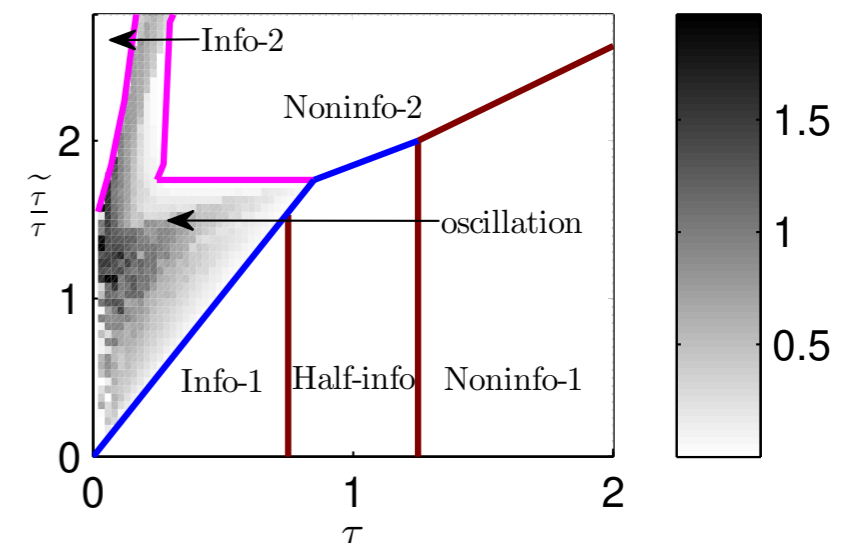 Info-2
Noninfo-2
oscillation
Info-1
Half-info
Noninfo-1
2
1
0
τ̃
τ
0
1
2
τ
1.5
1
0.5